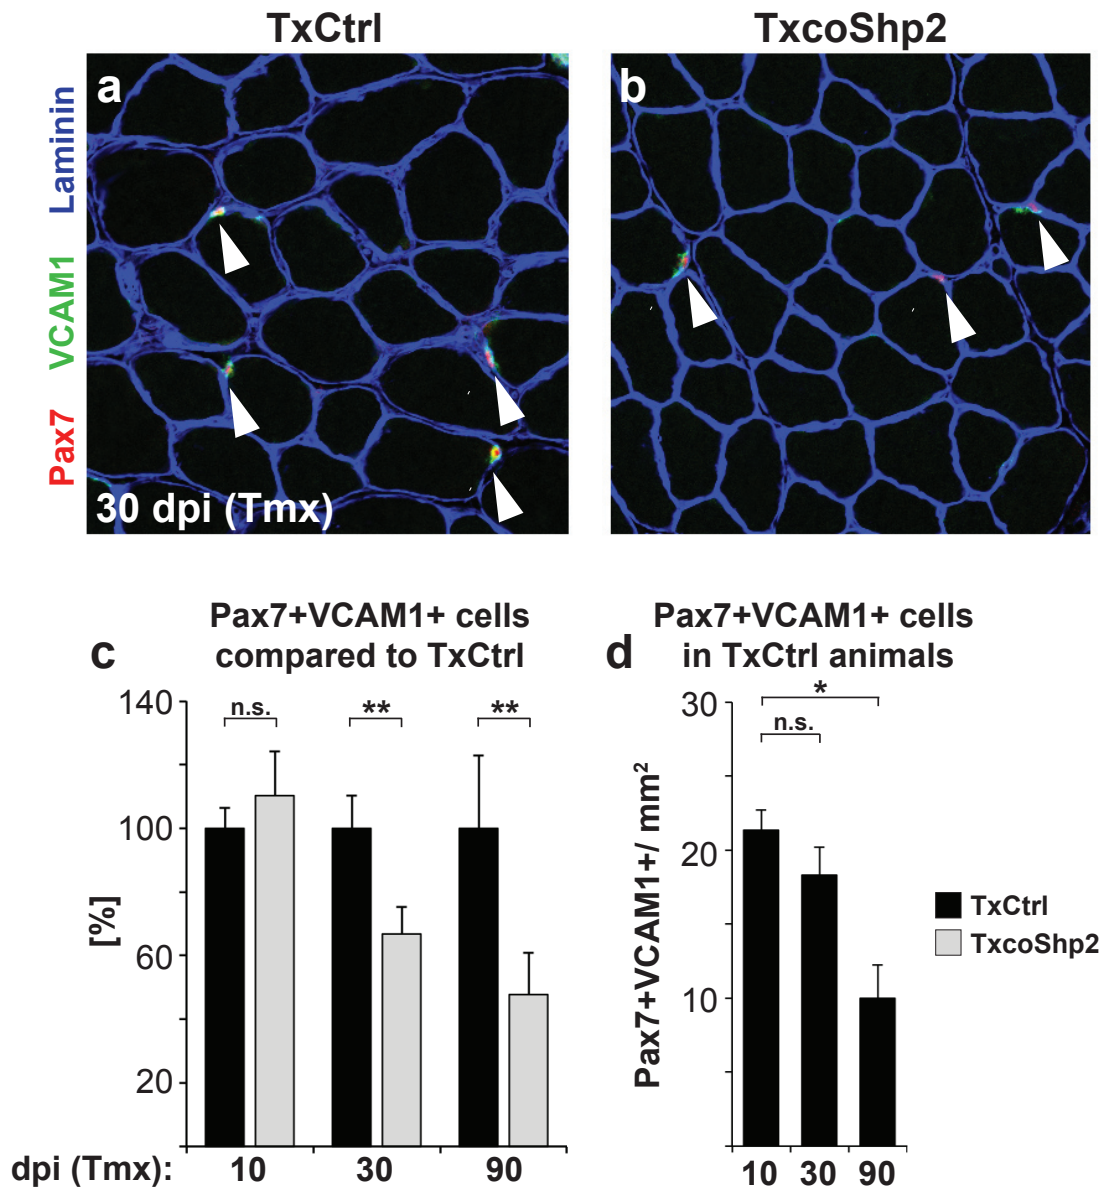 TxCtrl
TxcoShp2
a
b
Pax7 VCAM1 Laminin
30 dpi (Tmx)
c
Pax7+VCAM1+ cells
compared to TxCtrl
d
Pax7+VCAM1+ cells
in TxCtrl animals
140
100
60
20
[%]
n.s.
**
**
dpi (Tmx):
10
30
90
30
20
10
Pax7+VCAM1+/ mm²
*
n.s.
10
30
90
TxCtrl
TxcoShp2